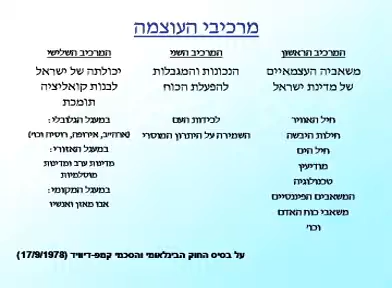 מרכיבי העוצמה
המרכיב הראשון
משאביה העצמאיים
של מדינת ישראל
חיל האוויר
חילות היבשה
חיל הים
מודיעין
טכנולוגיה
המשאבים הפיננסיים
משאבי כוח האדם
וכו'
המרכיב השני
הנכונות והמגבלות
להפעלת הכוח
לכידות העם
השמירה על היתרון המוסרי
המרכיב השלישי
יכולתה של ישראל
לבנות קואליציה
תומכת
במעגל הגלובלי:
(ארה"ב, אירופה, רוסיה וכו')
במעגל האזורי:
מדינות ערב ומדינות
מוסלמיות
במעגל המקומי:
אבו מאזן ואנשיו
על בסיס החוק הבינלאומי והסכמי קמפ-דיוויד (17/9/1978)